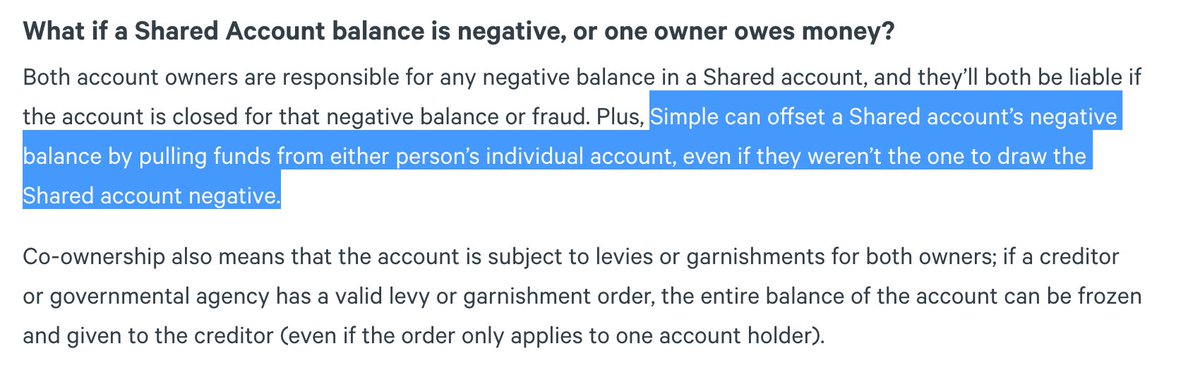 What if a Shared Account balance is negative, or one owner owes money?
Both account owners are responsible for any negative balance in a Shared account, and they’ll both be liable if
the account is closed for that negative balance or fraud. Plus, Simple can offset a Shared account’s negative
balance by pulling funds from either person’s individual account, even if they weren’t the one to draw the
Shared account negative.
Co-ownership also means that the account is subject to levies or garnishments for both owners; if a creditor
or governmental agency has a valid levy or garnishment order, the entire balance of the account can be frozen
and given to the creditor (even if the order only applies to one account holder).